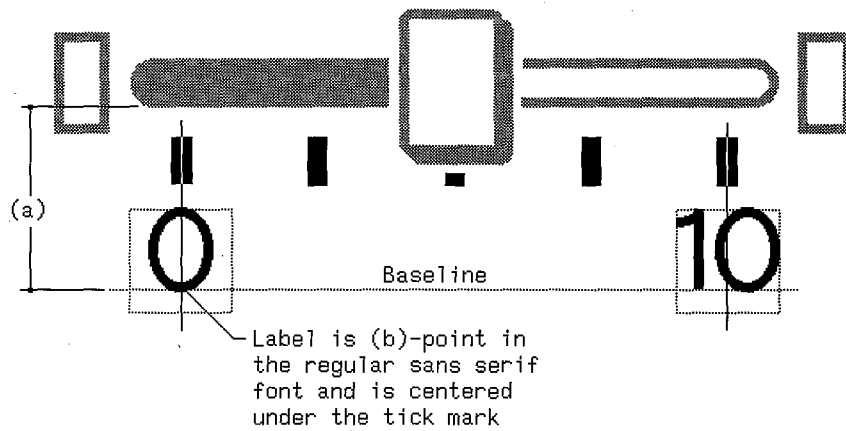 (a)
0
10
Baseline
Label is (b)-point in
the regular sans serif
font and is centered
under the tick mark